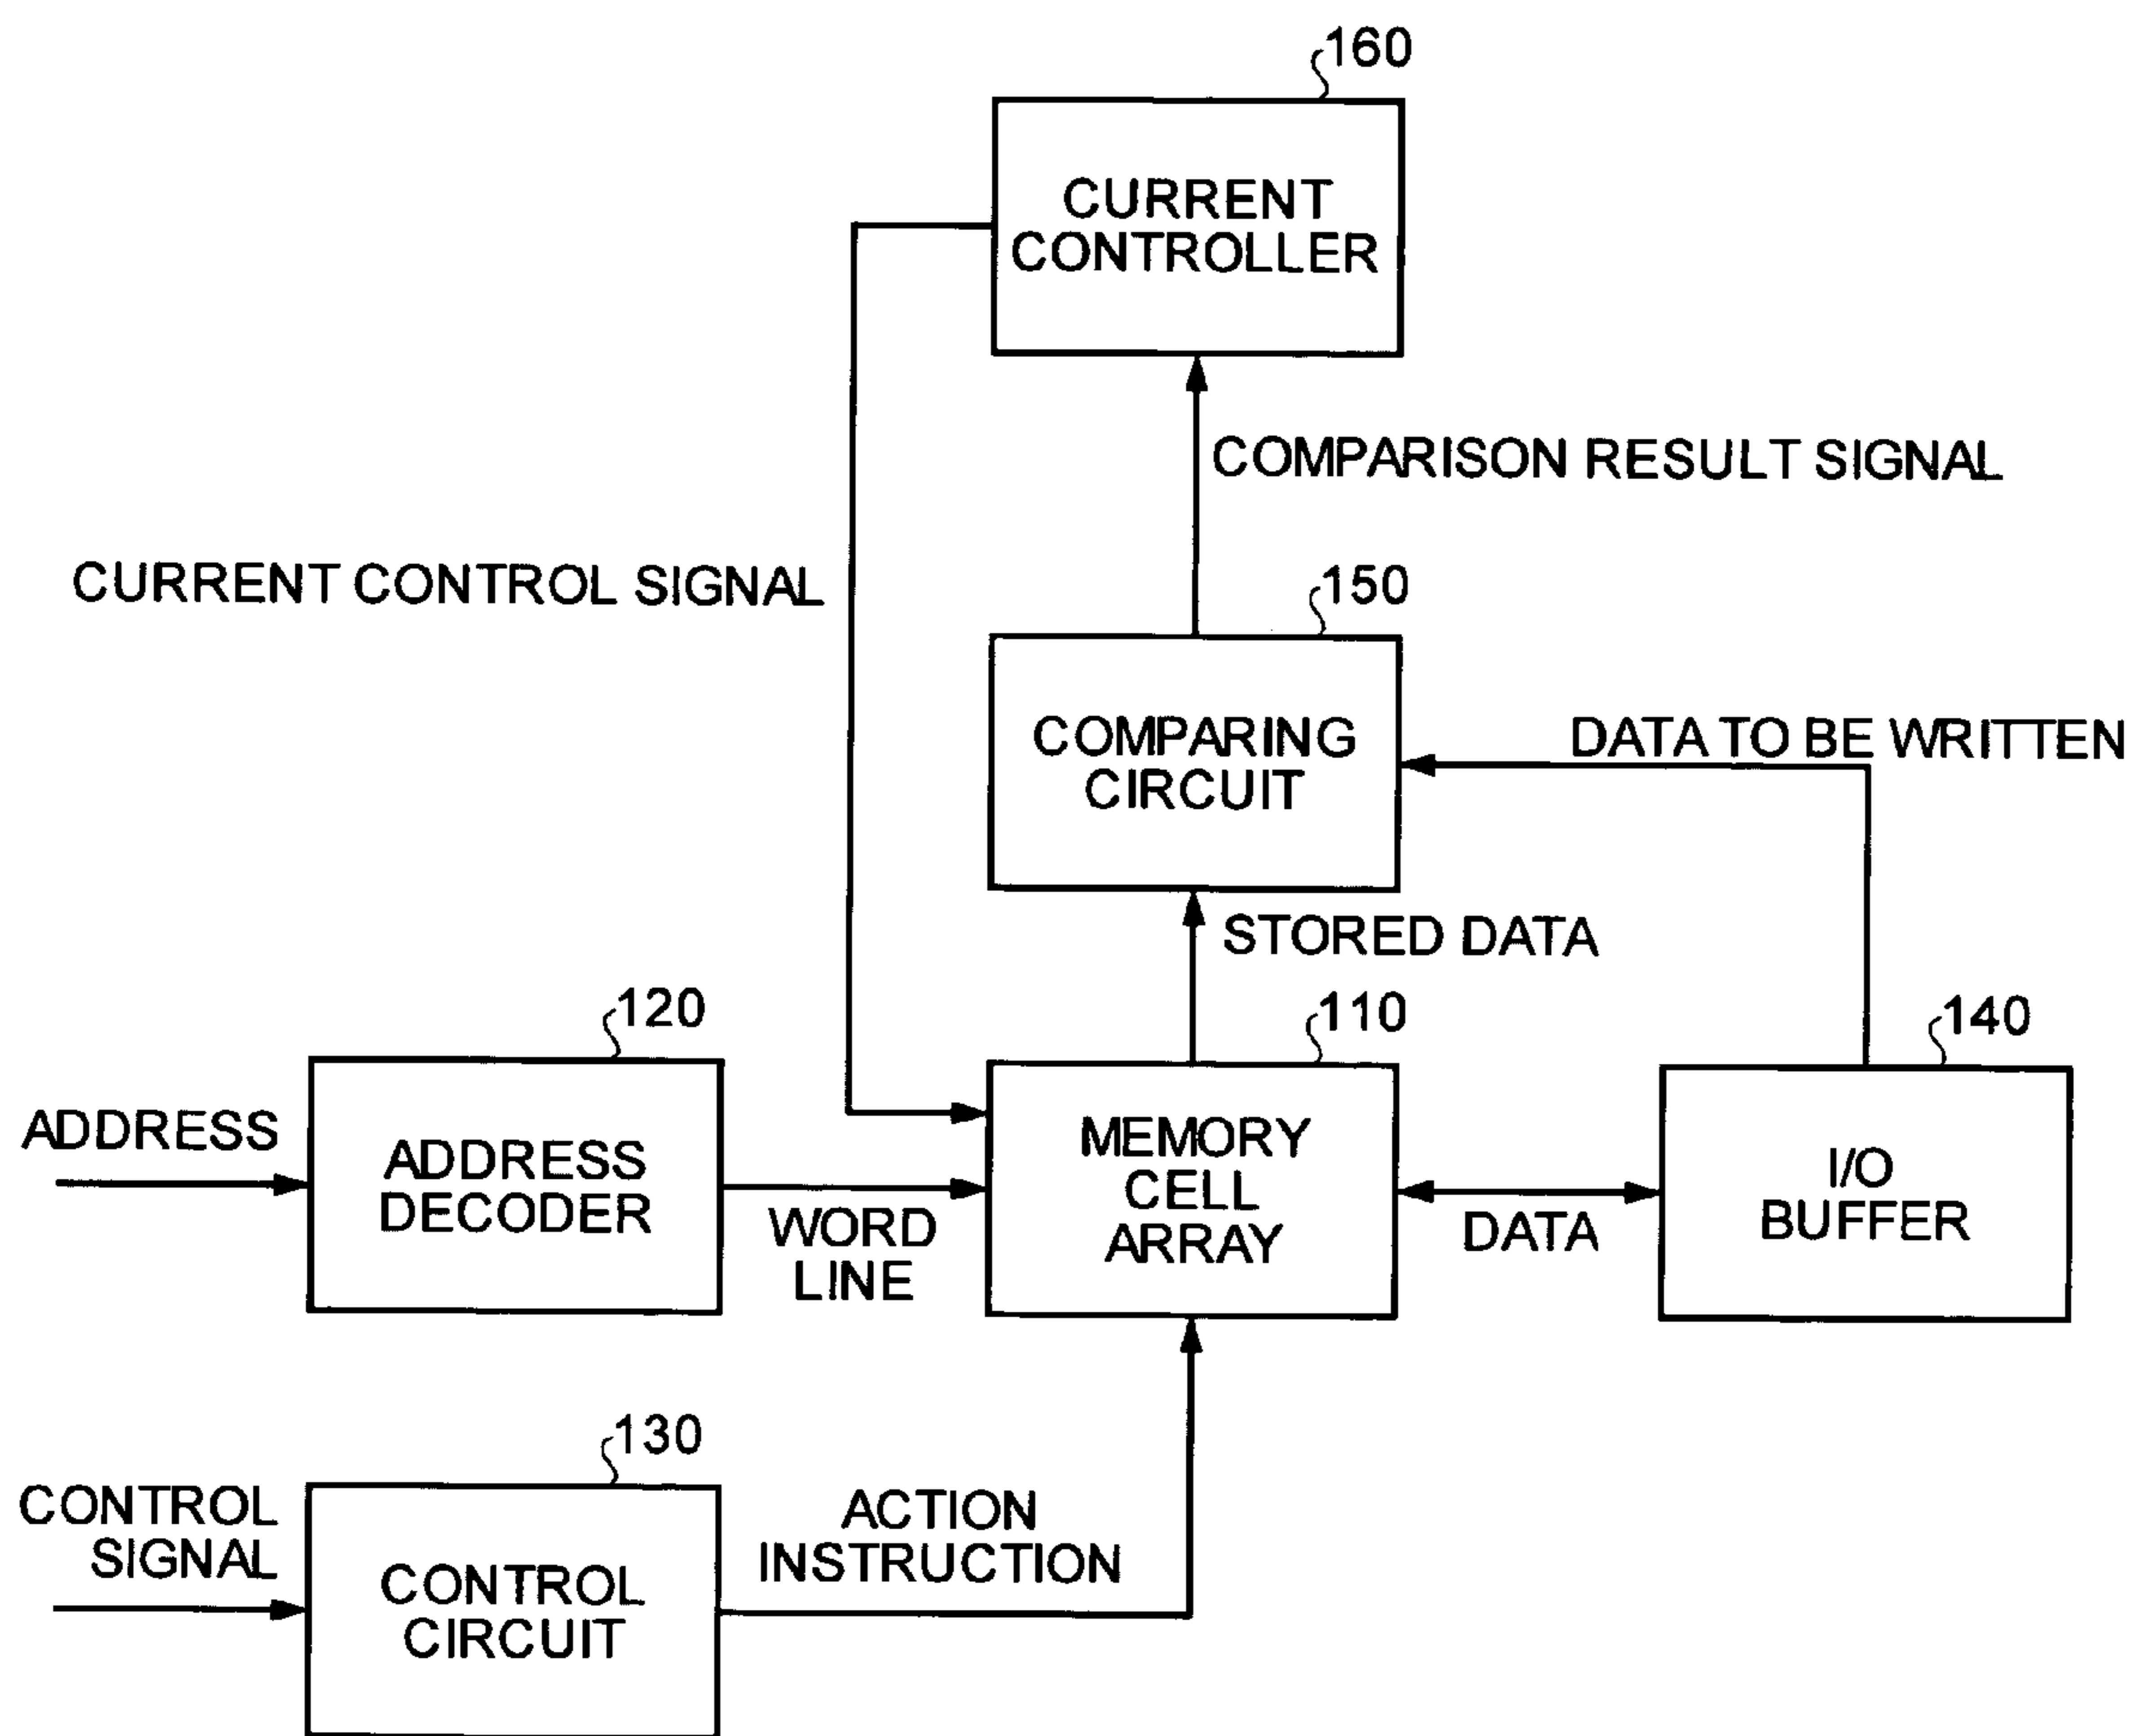 160
CURRENT
CONTROLLER
COMPARISON RESULT SIGNAL
CURRENT CONTROL SIGNAL
150
COMPARING
CIRCUIT
DATA TO BE WRITTEN
STORED DATA
120
110
140
ADDRESS
ADDRESS
DECODER
WORD
LINE
MEMORY
CELL
ARRAY
DATA
I/O
BUFFER
130
CONTROL
SIGNAL
CONTROL
CIRCUIT
ACTION
INSTRUCTION